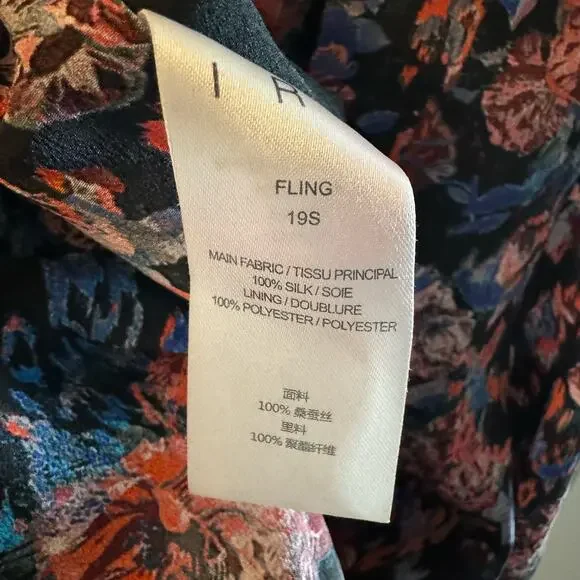 I R
FLING
19S
MAIN FABRIC / TISSU PRINCIPAL
100% SILK / SOIE
LINING / DOUBLURE
100% POLYESTER / POLYESTER
面料
100% 桑蚕丝
里料
100% 聚酯纤维